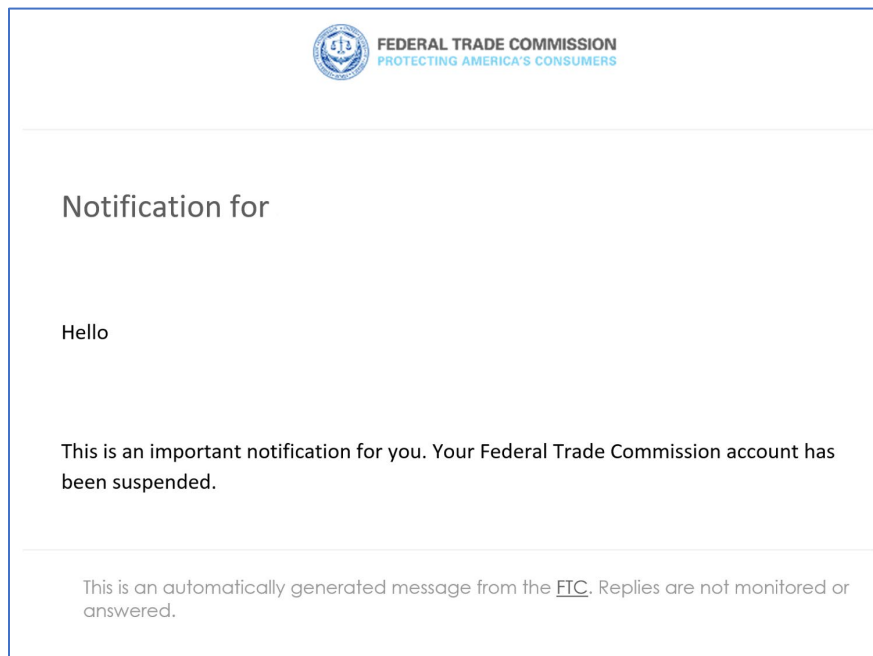 FEDERAL TRADE COMMISSION
PROTECTING AMERICA'S CONSUMERS
Notification for
Hello
This is an important notification for you. Your Federal Trade Commission account has
been suspended.
This is an automatically generated message from the FTC. Replies are not monitored or
answered.